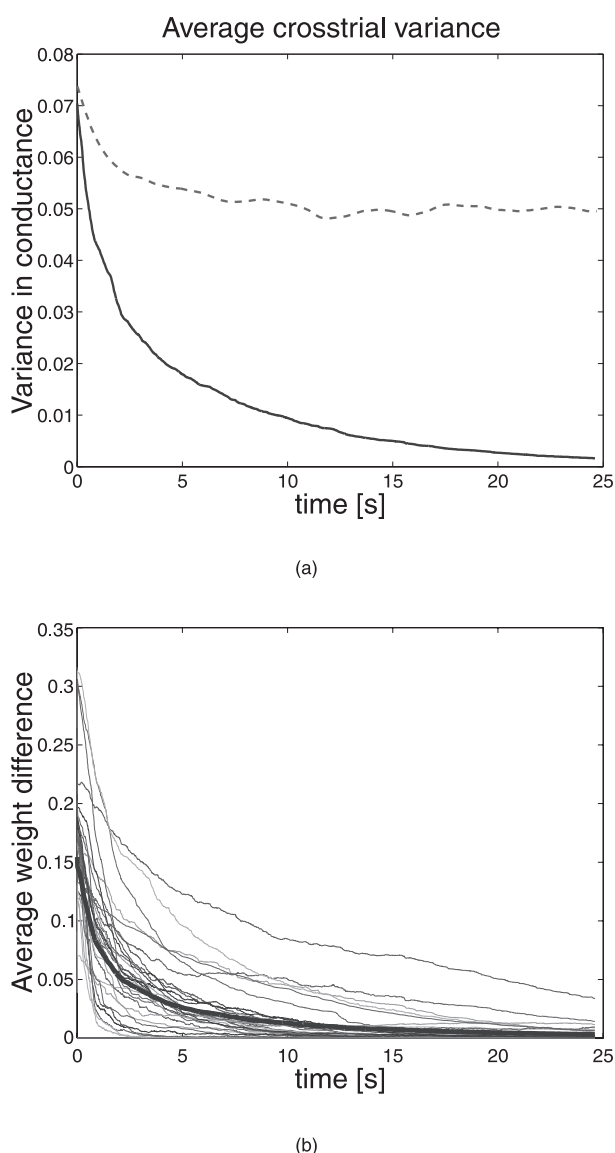 Average crosstrial variance
0.08
0.07
0.06
0.05
0.04
0.03
0.02
0.01
0
Variance in conductance
0 5 10 15 20 25
time [s]
(a)
0.35
0.3
0.25
0.2
0.15
0.1
0.05
0
Average weight difference
0 5 10 15 20 25
time [s]
(b)